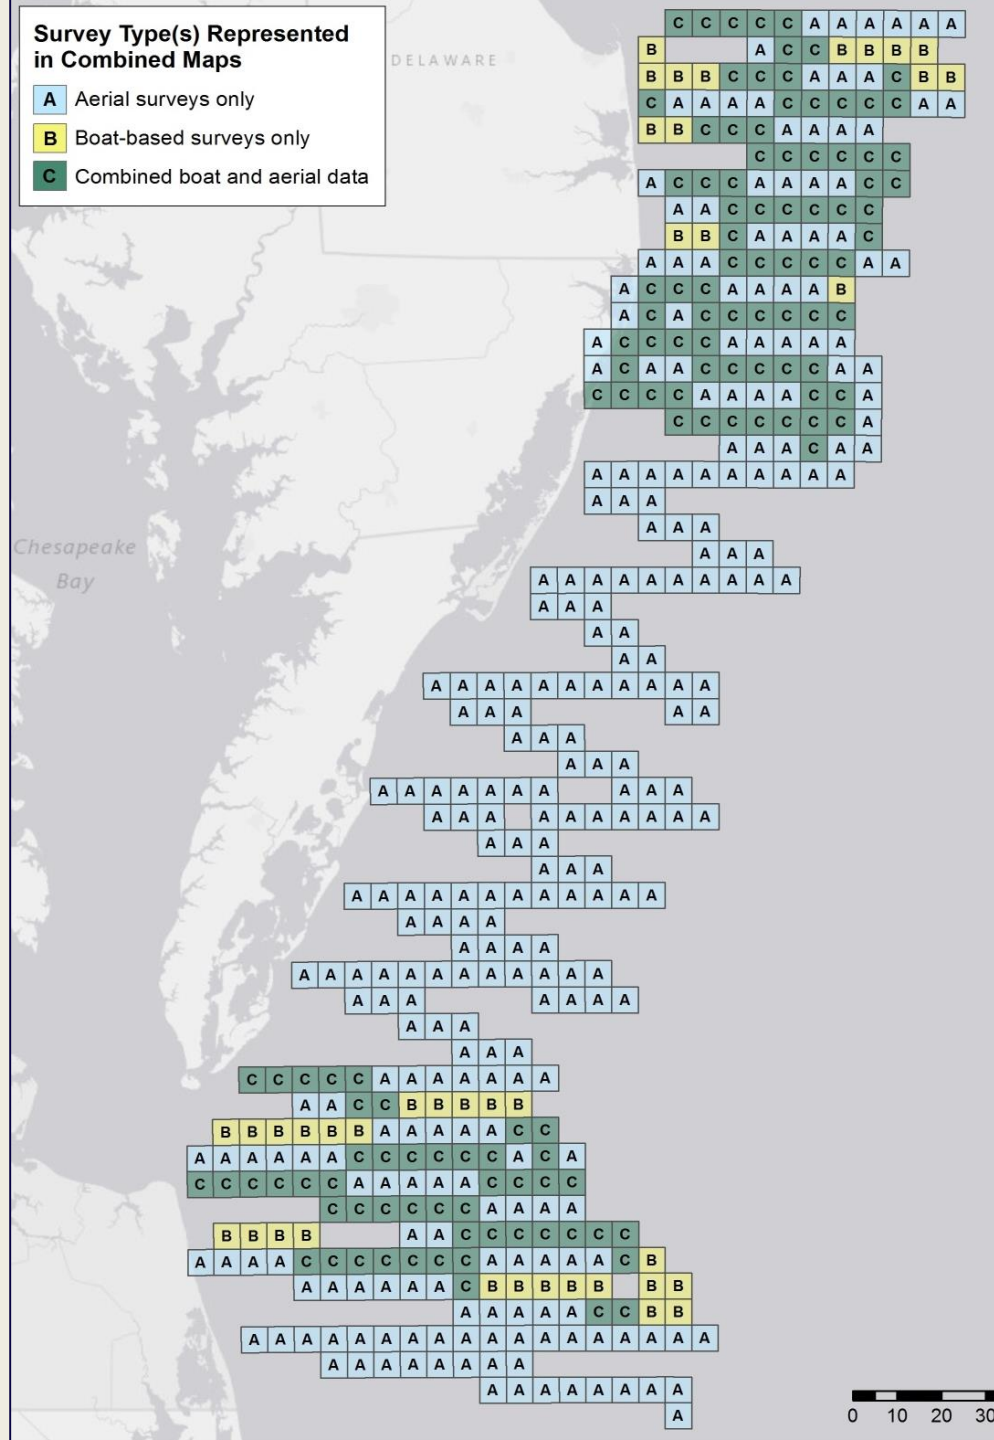 Survey Type(s) Represented
in Combined Maps
A Aerial surveys only
B Boat-based surveys only
C Combined boat and aerial data
DELAWARE
Chesapeake
Bay
C C C C C A A A A A A
B A C C B B B B
B B B C C C A A A C B B
C A A A A C C C C C A A
B B C C C A A A A
C C C C C C
A C C C A A A A C C
A A C C C C C C
B B C A A A A C
A A A C C C C C A A
A C C C A A A A B
A C A C C C C C C
A C C C C A A A A A
A C A A C C C C C A A
C C C C A A A A C C A
C C C C C C C A
A A A C A A
A A A A A A A A A A
A A A
A A A
A A A
A A A A A A A A A A
A A A
A A
A A
A A A A A A A A A A A
A A A A A
A A A
A A A
A A A A A A A A A A
A A A A A A A A A A
A A A
A A A
A A A A A A A A A A A A
A A A A
A A A A
A A A A A A A A A A A A
A A A A A A A
A A A
A A A
C C C C C A A A A A A A
A A C C B B B B B
B B B B B B A A A A A C C
A A A A A A C C C C C C A C A
C C C C C C A A A A A C C C C
C C C C C C A A A A
B B B B A A C C C C C C C
A A A A C C C C C C C A A A A A C B
A A A A A A C B B B B B B B
A A A A A C C B B
A A A A A A A A A A A A A A A A A A
A A A A A A A A
A A A A A A A A
A
0 10 20 30